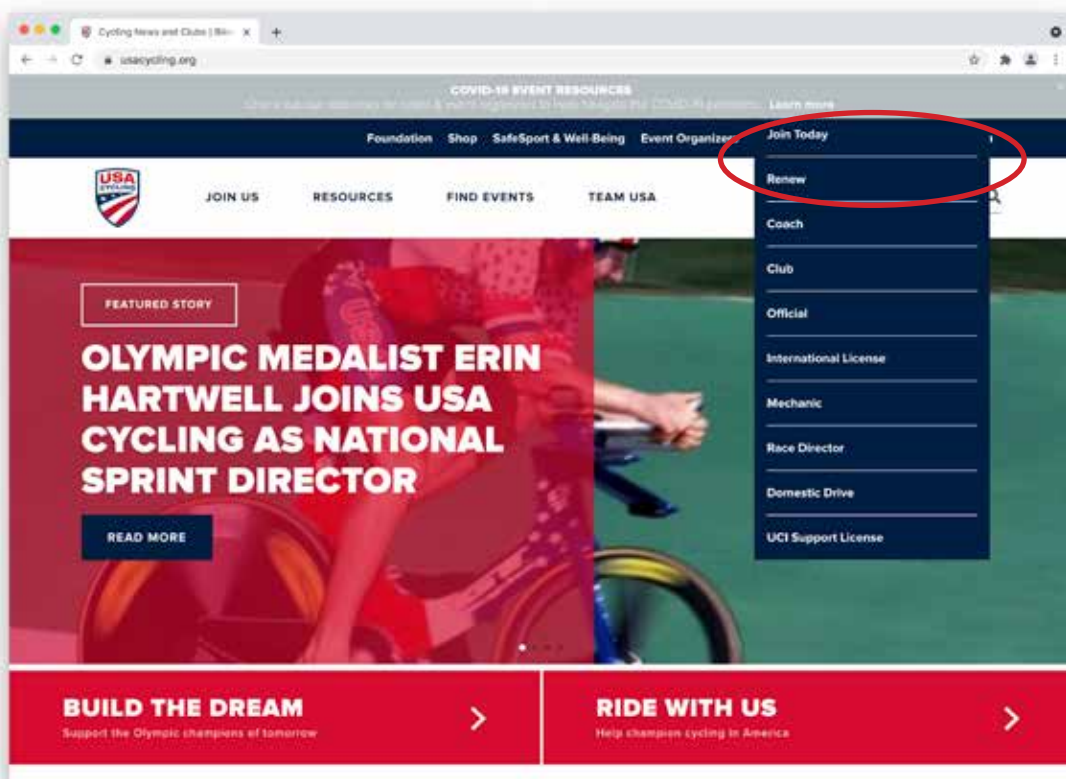 Cycling News and Clubs | Bik
usacycling.org
COVID-19 EVENT RESOURCES
Learn more
Foundation Shop SafeSport & Well-Being Event Organizer
Join Today
Renew
Coach
Club
Official
International License
Mechanic
Race Director
Domestic Drive
UCI Support License
USA
CYCLING
JOIN US RESOURCES FIND EVENTS TEAM USA
FEATURED STORY
OLYMPIC MEDALIST ERIN
HARTWELL JOINS USA
CYCLING AS NATIONAL
SPRINT DIRECTOR
READ MORE
BUILD THE DREAM
Support the Olympic champions of tomorrow
RIDE WITH US
Help champion cycling in America